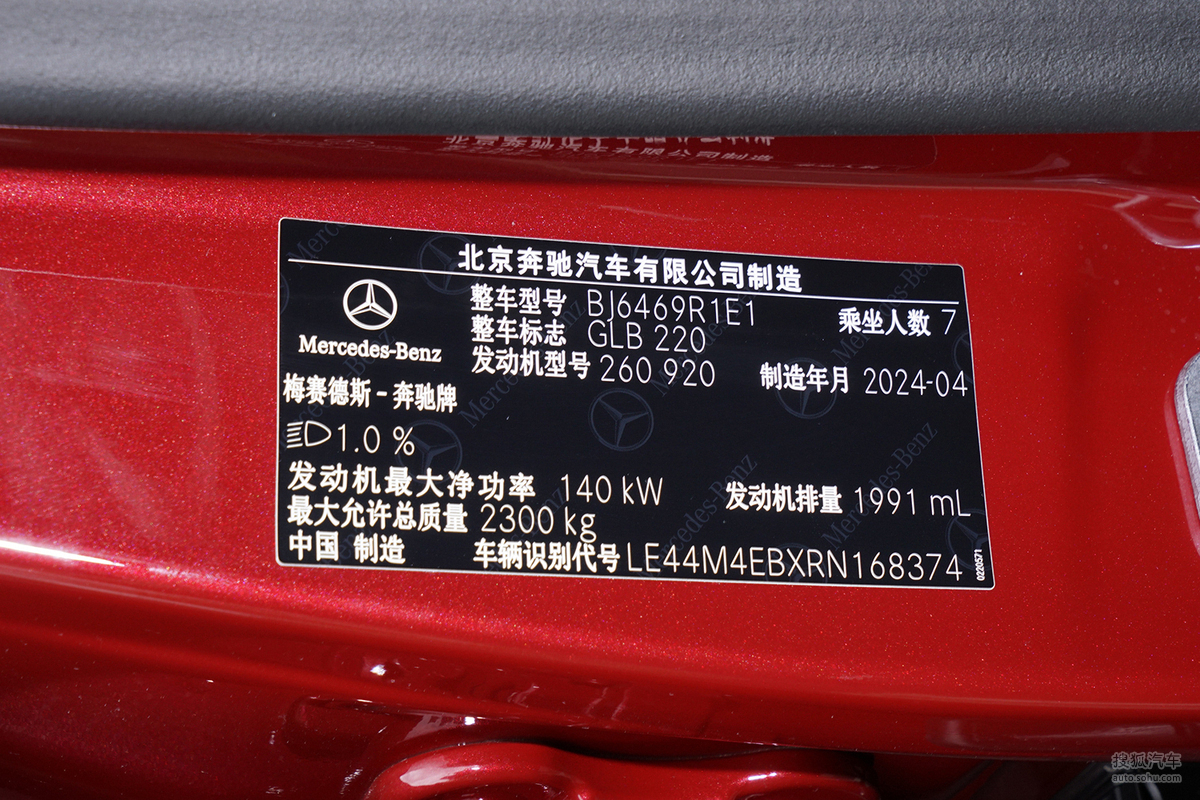 北京奔驰汽车有限公司制造
Mercedes-Benz
整车型号 BJ6469R1E1 乘坐人数 7
整车标志 GLB 220
发动机型号 260 920 制造年月 2024-04
梅赛德斯-奔驰牌
1.0 %
发动机最大净功率 140 kW 发动机排量 1991 mL
最大允许总质量 2300 kg
中国 制造 车辆识别代号 LE44M4EBXRN168374
0220571
搜狐汽车
auto.sohu.com